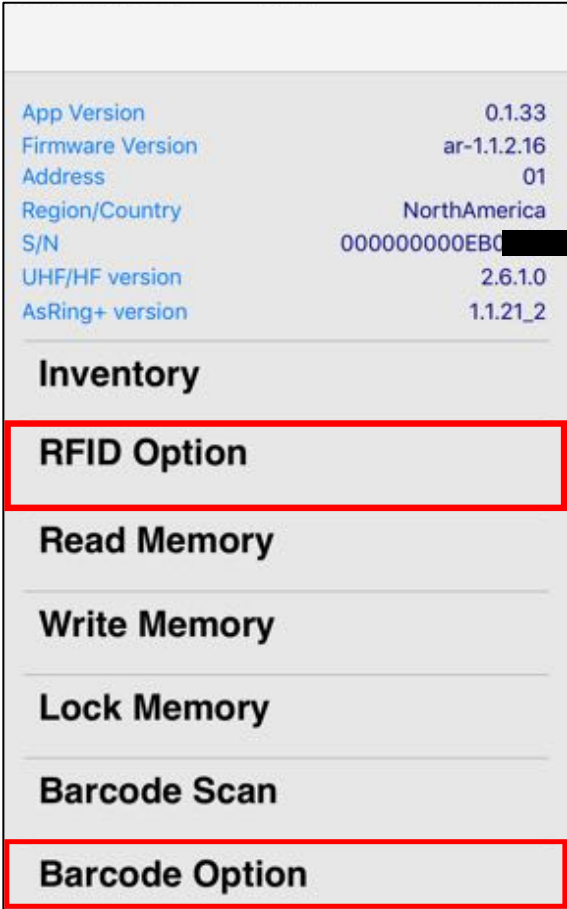 App Version 0.1.33
Firmware Version ar-1.1.2.16
Address 01
Region/Country NorthAmerica
S/N 000000000EB0
UHF/HF version 2.6.1.0
AsRing+ version 1.1.21_2
Inventory
RFID Option
Read Memory
Write Memory
Lock Memory
Barcode Scan
Barcode Option